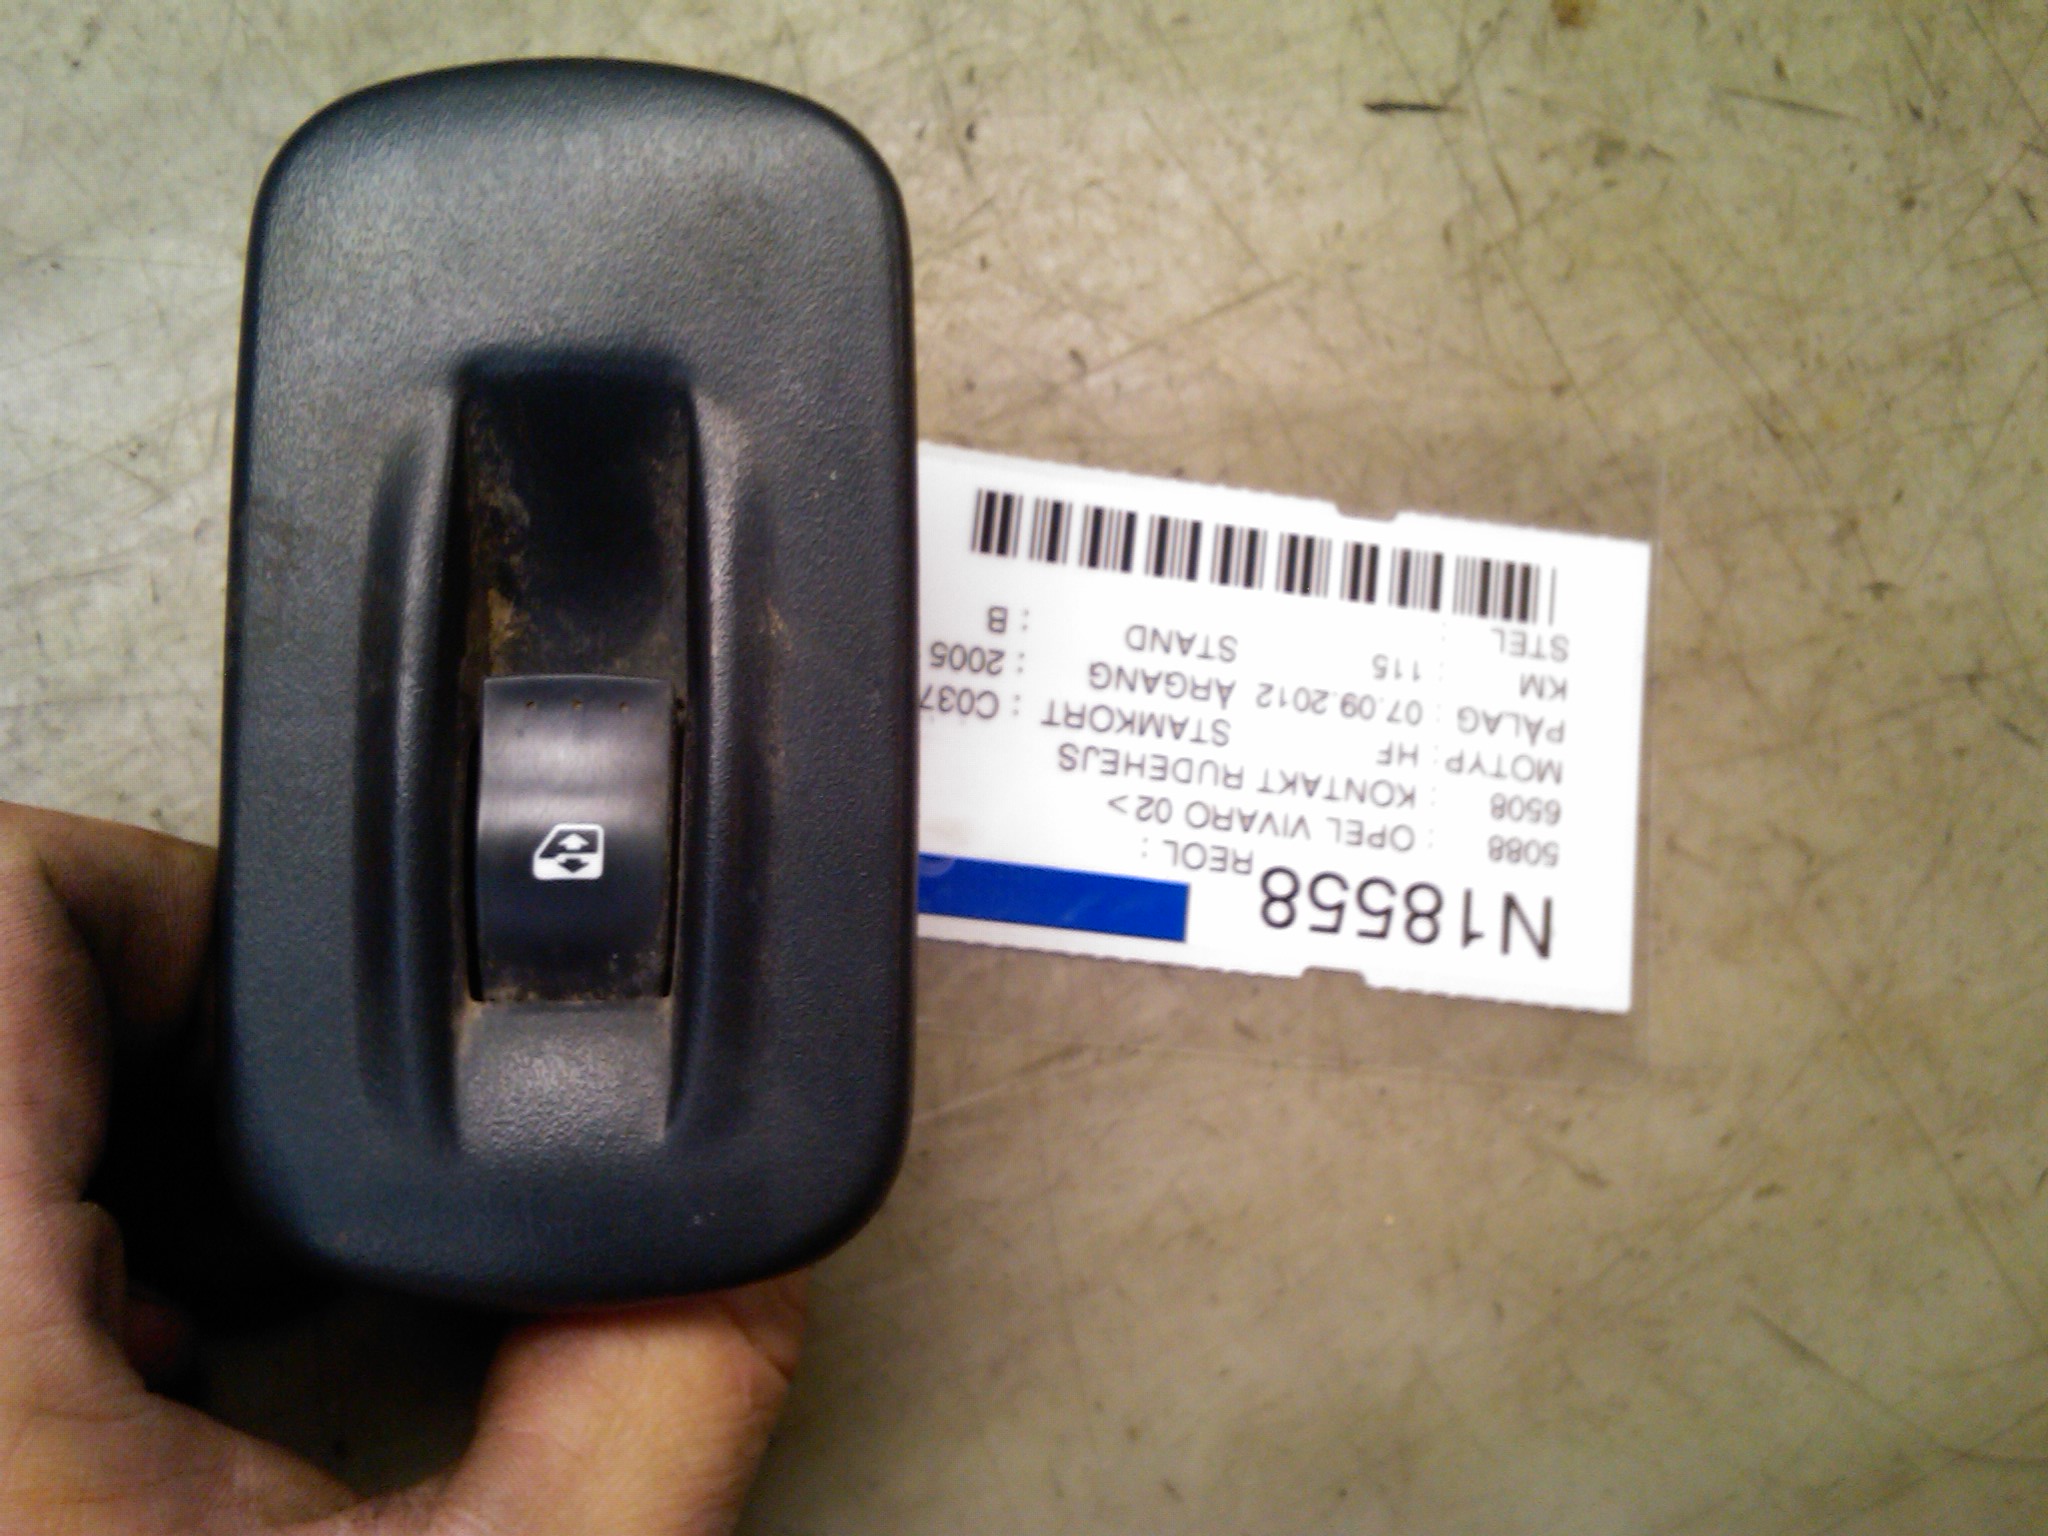 N18558 REOL :
5088 : OPEL VIVARO 02>
6508 : KONTAKT RUDEHEJS
MOTYP : HF STAMKORT : C037
PÅLAG : 07.09.2012 ÅRGANG : 2005
KM : 115 STAND : B
STEL :